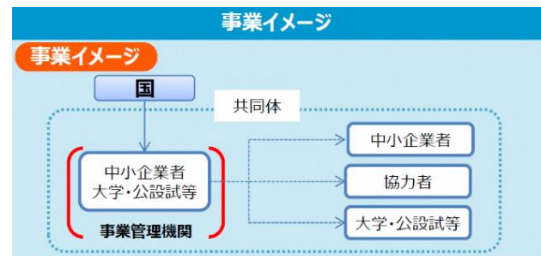 事業イメージ
事業イメージ
国
共同体
中小企業者
大学・公設試等
事業管理機関
中小企業者
協力者
大学・公設試等